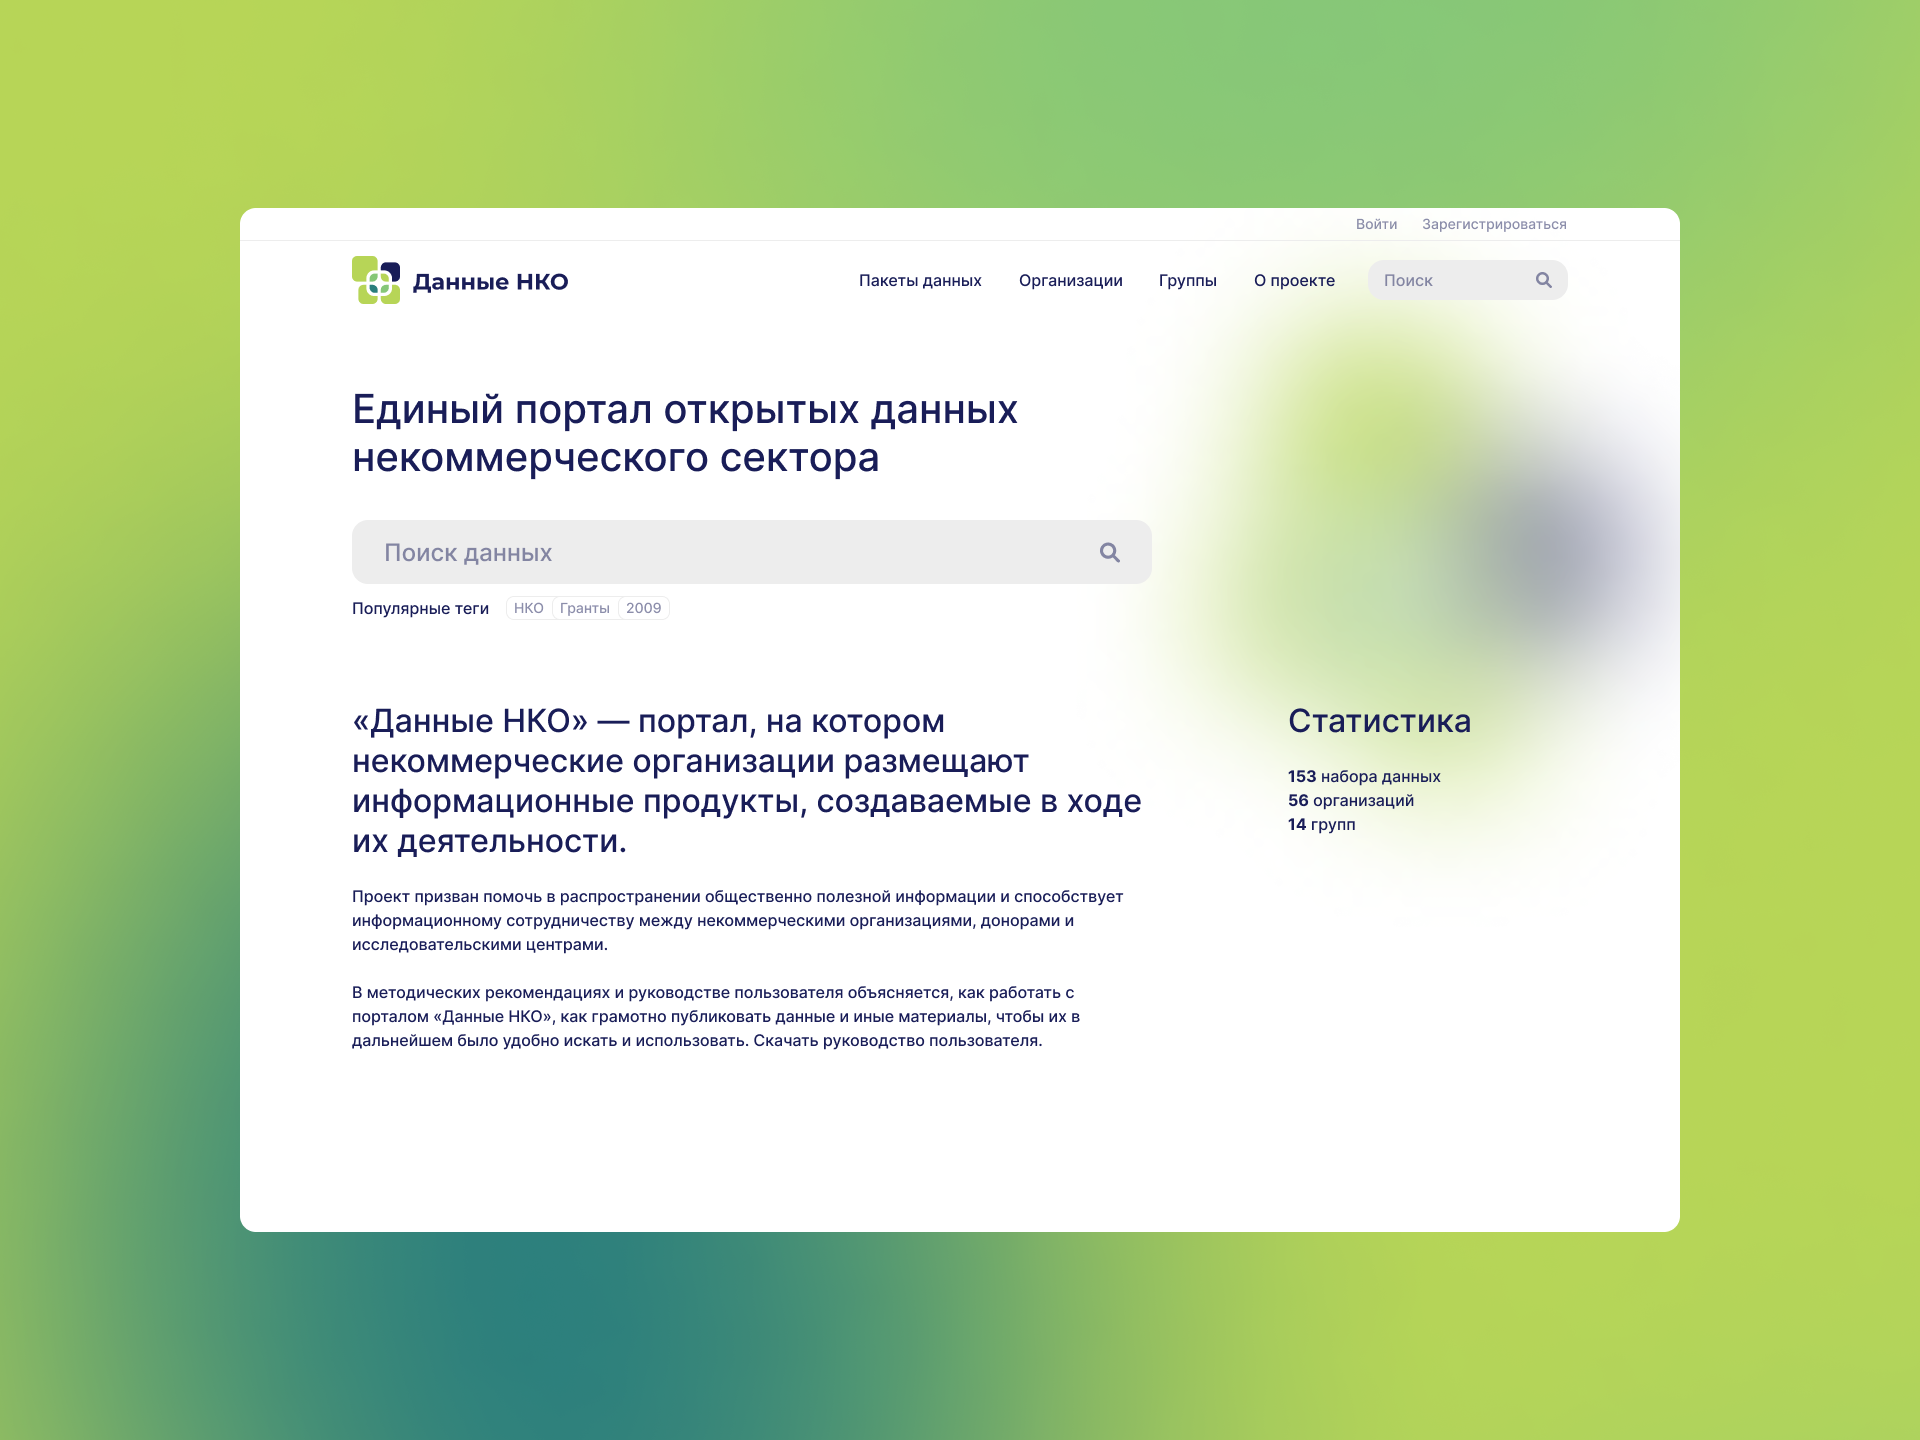 Войти Зарегистрироваться
Данные НКО
Пакеты данных Организации Группы О проекте Поиск
Единый портал открытых данных
некоммерческого сектора
Поиск данных
Популярные теги НКО Гранты 2009
«Данные НКО» — портал, на котором
некоммерческие организации размещают
информационные продукты, создаваемые в ходе
их деятельности.
Проект призван помочь в распространении общественно полезной информации и способствует
информационному сотрудничеству между некоммерческими организациями, донорами и
исследовательскими центрами.
В методических рекомендациях и руководстве пользователя объясняется, как работать с
порталом «Данные НКО», как грамотно публиковать данные и иные материалы, чтобы их в
дальнейшем было удобно искать и использовать. Скачать руководство пользователя.
Статистика
153 набора данных
56 организаций
14 групп